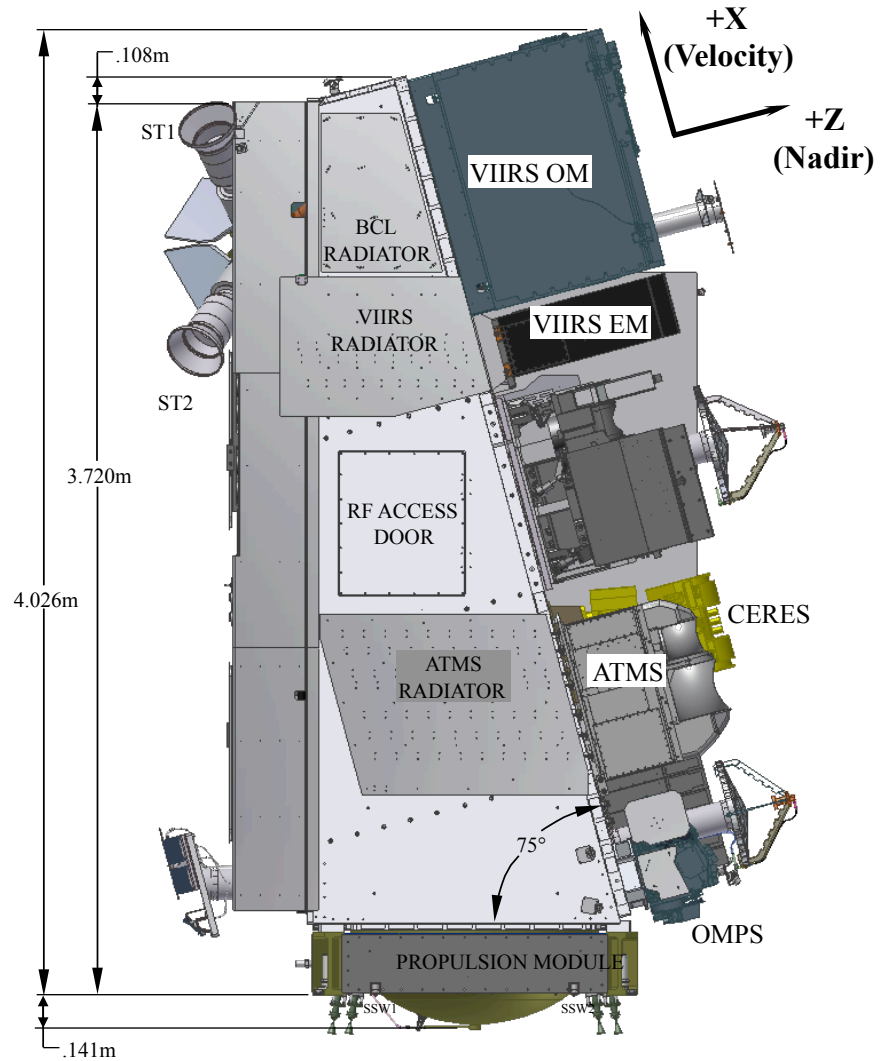 +X
(Velocity)
.108m
+Z
(Nadir)
ST1
VIIRS OM
BCL
RADIATOR
VIIRS
RADIATOR
VIIRS EM
ST2
3.720m
RF ACCESS
DOOR
4.026m
CERES
ATMS
RADIATOR
ATMS
75°
OMPS
PROPULSION MODULE
SSW1
SSW2
.141m